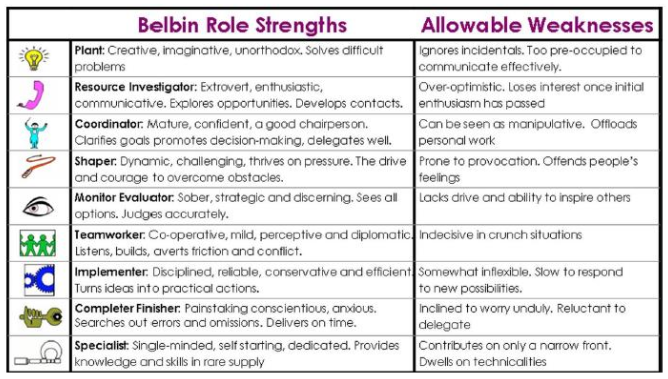 Belbin Role Strengths
Allowable Weaknesses
Plant: Creative, imaginative, unorthodox. Solves difficult
problems
Ignores incidentals. Too pre-occupied to
communicate effectively.
Resource Investigator: Extrovert, enthusiastic,
communicative. Explores opportunities. Develops contacts.
Over-optimistic. Loses interest once initial
enthusiasm has passed
Coordinator: Mature, confident, a good chairperson.
Clarifies goals promotes decision-making, delegates well.
Can be seen as manipulative. Offloads
personal work
Shaper: Dynamic, challenging, thrives on pressure. The drive
and courage to overcome obstacles.
Prone to provocation. Offends people's
feelings
Monitor Evaluator: Sober, strategic and discerning. Sees all
options. Judges accurately.
Lacks drive and ability to inspire others
Teamworker: Co-operative, mild, perceptive and diplomatic.
Listens, builds, averts friction and conflict.
Indecisive in crunch situations
Implementer: Disciplined, reliable, conservative and efficient.
Turns ideas into practical actions.
Somewhat inflexible. Slow to respond
to new possibilities.
Completer Finisher: Painstaking conscientious, anxious.
Searches out errors and omissions. Delivers on time.
Inclined to worry unduly. Reluctant to
delegate
Specialist: Single-minded, self starting, dedicated. Provides
knowledge and skills in rare supply
Contributes on only a narrow front.
Dwells on technicalities